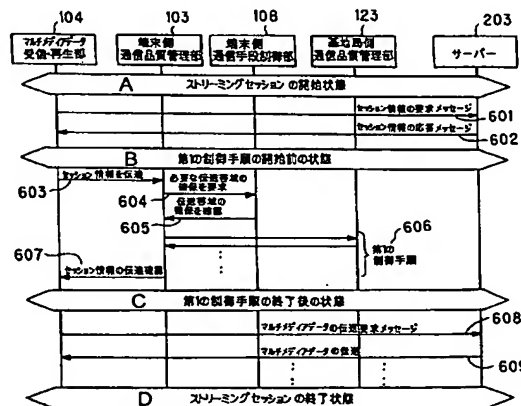 104
103
108
123
203
マルチメディアデータ
受信・再生部
端末側
通信品質管理部
端末側
通信手段制御部
基地局側
通信品質管理部
サーバー
A ストリーミングセッションの開始状態
セッション情報の要求メッセージ
601
セッション情報の応答メッセージ
602
B 第1の制御手順の開始前の状態
セッション情報を伝達
603
必要な伝送帯域の
確保を要求
604
伝送帯域の
確保を確認
605
606
第1の
制御手順
607
セッション情報の伝達確認
C 第1の制御手順の終了後の状態
マルチメディアデータの伝送要求メッセージ
608
マルチメディアデータの伝送
609
D ストリーミングセッションの終了状態